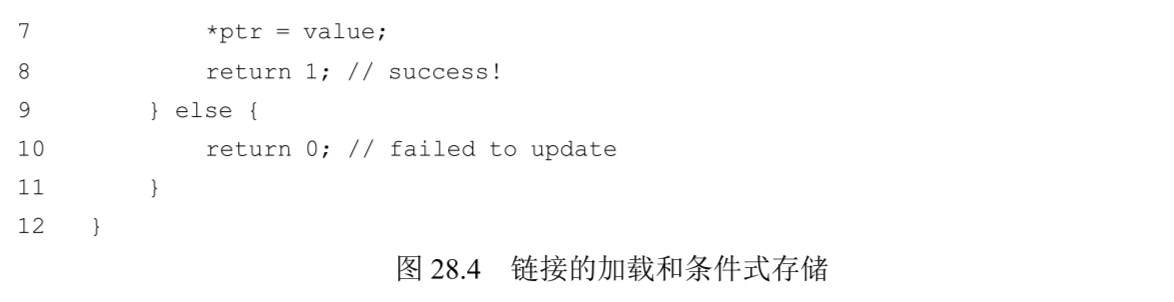 7 *ptr = value;
8 return 1; // success!
9 } else {
10 return 0; // failed to update
11 }
12 }
图 28.4 链接的加载和条件式存储